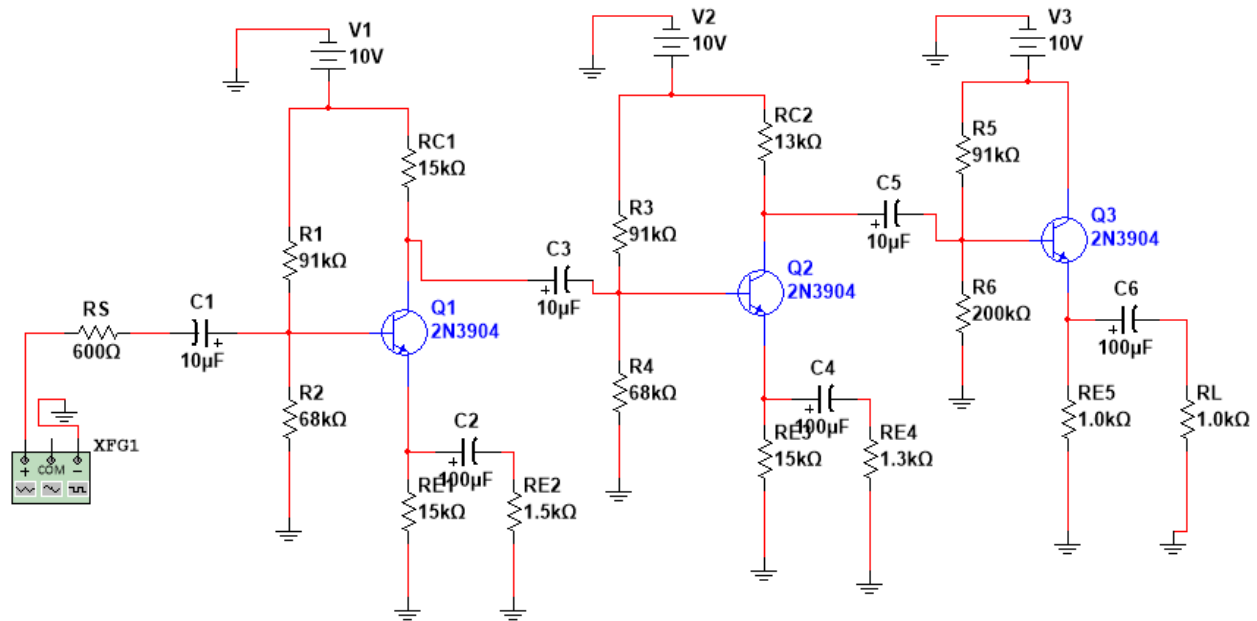 V1
10V
V2
10V
V3
10V
RC1
15kΩ
RC2
13kΩ
R5
91kΩ
R1
91kΩ
R3
91kΩ
C5
+
10µF
Q3
2N3904
C3
+
10µF
Q2
2N3904
RS
600Ω
C1
+
10µF
Q1
2N3904
R6
200kΩ
C6
+
100µF
R2
68kΩ
R4
68kΩ
C4
+
100µF
RE5
1.0kΩ
RL
1.0kΩ
XFG1
+
COM
−
C2
+
100µF
RE3
15kΩ
RE4
1.3kΩ
RE1
15kΩ
RE2
1.5kΩ